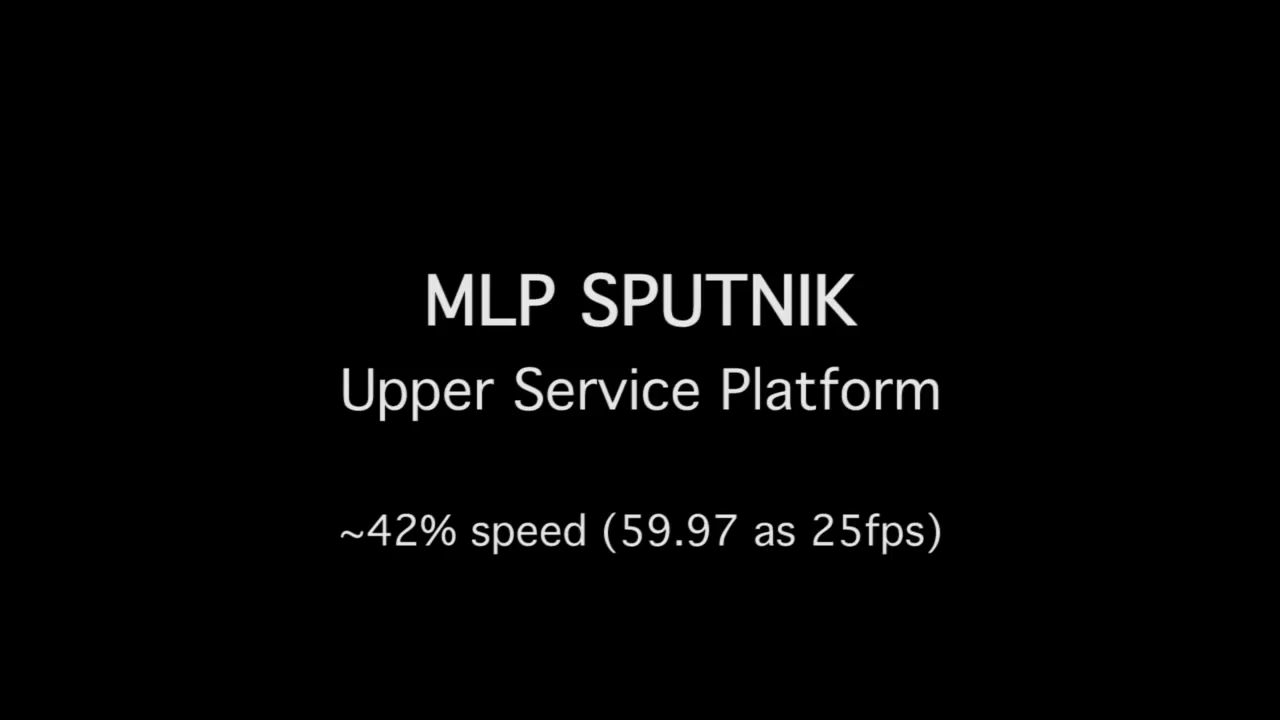 MLP SPUTNIK
Upper Service Platform
~42% speed (59.97 as 25fps)